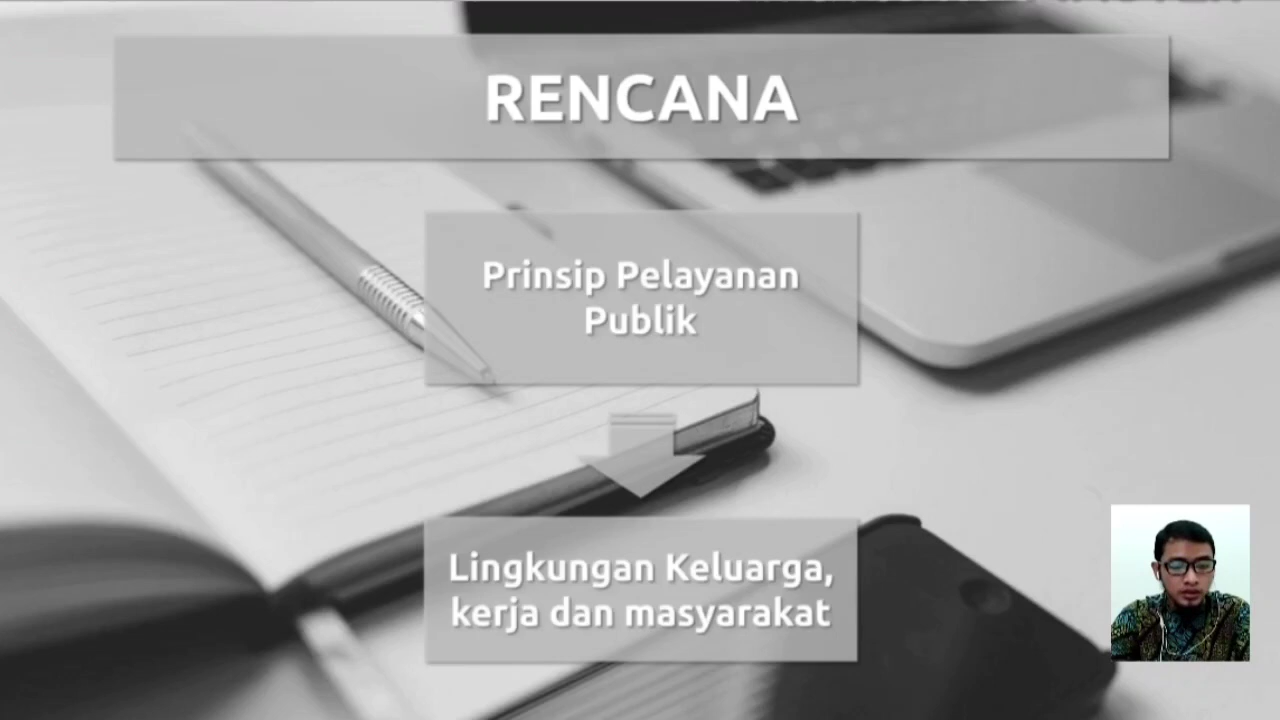 RENCANA
Prinsip Pelayanan
Publik
Lingkungan Keluarga,
kerja dan masyarakat